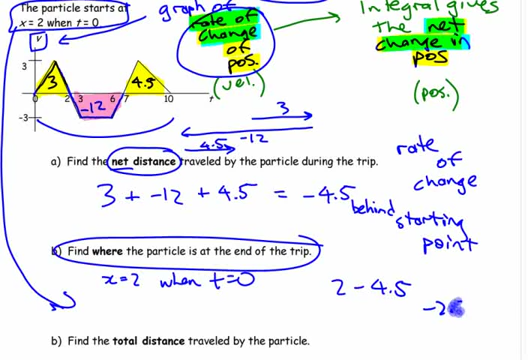 The particle starts at
x = 2 when t = 0
graph of
rate of
change
of
pos.
(vel.)
Integral gives
the net
change in
pos
(pos.)
v
3
-3
0 2 3 6 7 10 t
3
-12
4.5
3
-12
4.5
a) Find the net distance traveled by the particle during the trip.
3 + -12 + 4.5 = -4.5
behind
starting
point
rate
of
change
b) Find where the particle is at the end of the trip.
x=2 when t=0
2 - 4.5
-2
b) Find the total distance traveled by the particle.